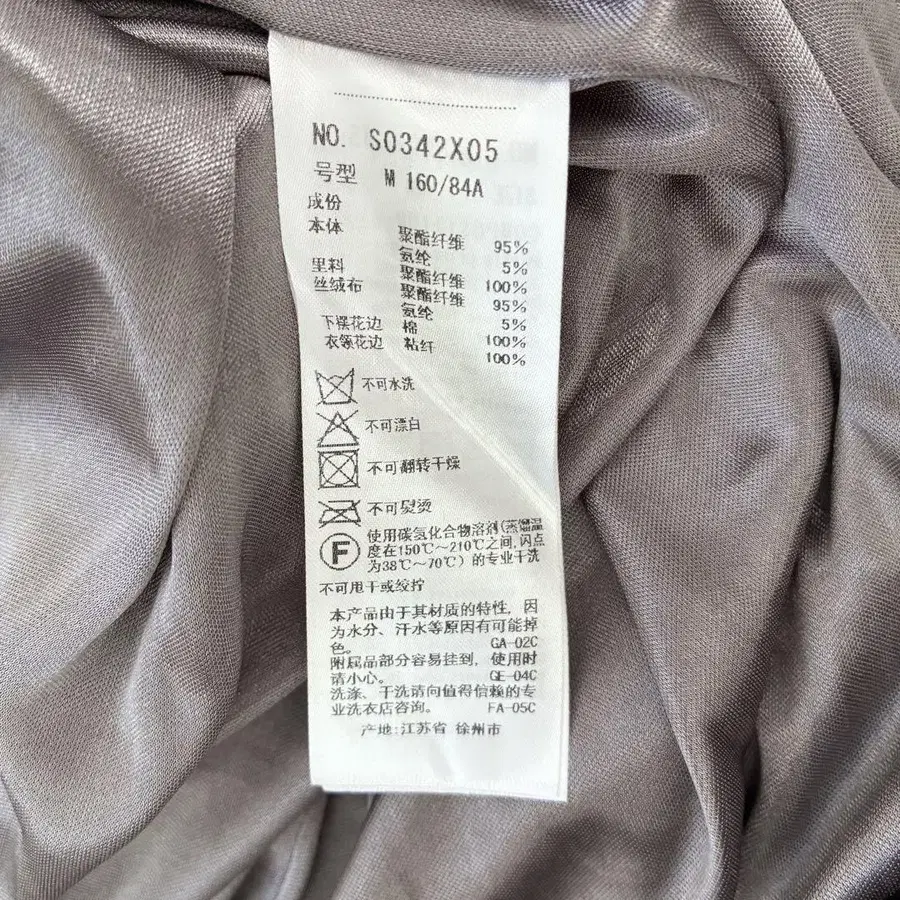 NO. S0342X05
号型 M 160/84A
成份
本体 聚酯纤维 95%
氨纶 5%
里料 聚酯纤维 100%
丝绒布 聚酯纤维 95%
氨纶 5%
下摆花边 棉 100%
衣领花边 粘纤 100%
不可水洗
不可漂白
不可翻转干燥
不可熨烫
F 使用碳氢化合物溶剂(蒸馏温
度在150℃～210℃之间,闪点
为38℃～70℃)的专业干洗
不可甩干或绞拧
本产品由于其材质的特性，因
为水分、汗水等原因有可能掉
色。 GA-02C
附属品部分容易挂到，使用时
请小心。 GE-04C
洗涤、干洗请向值得信赖的专
业洗衣店咨询。 FA-05C
产地:江苏省 徐州市